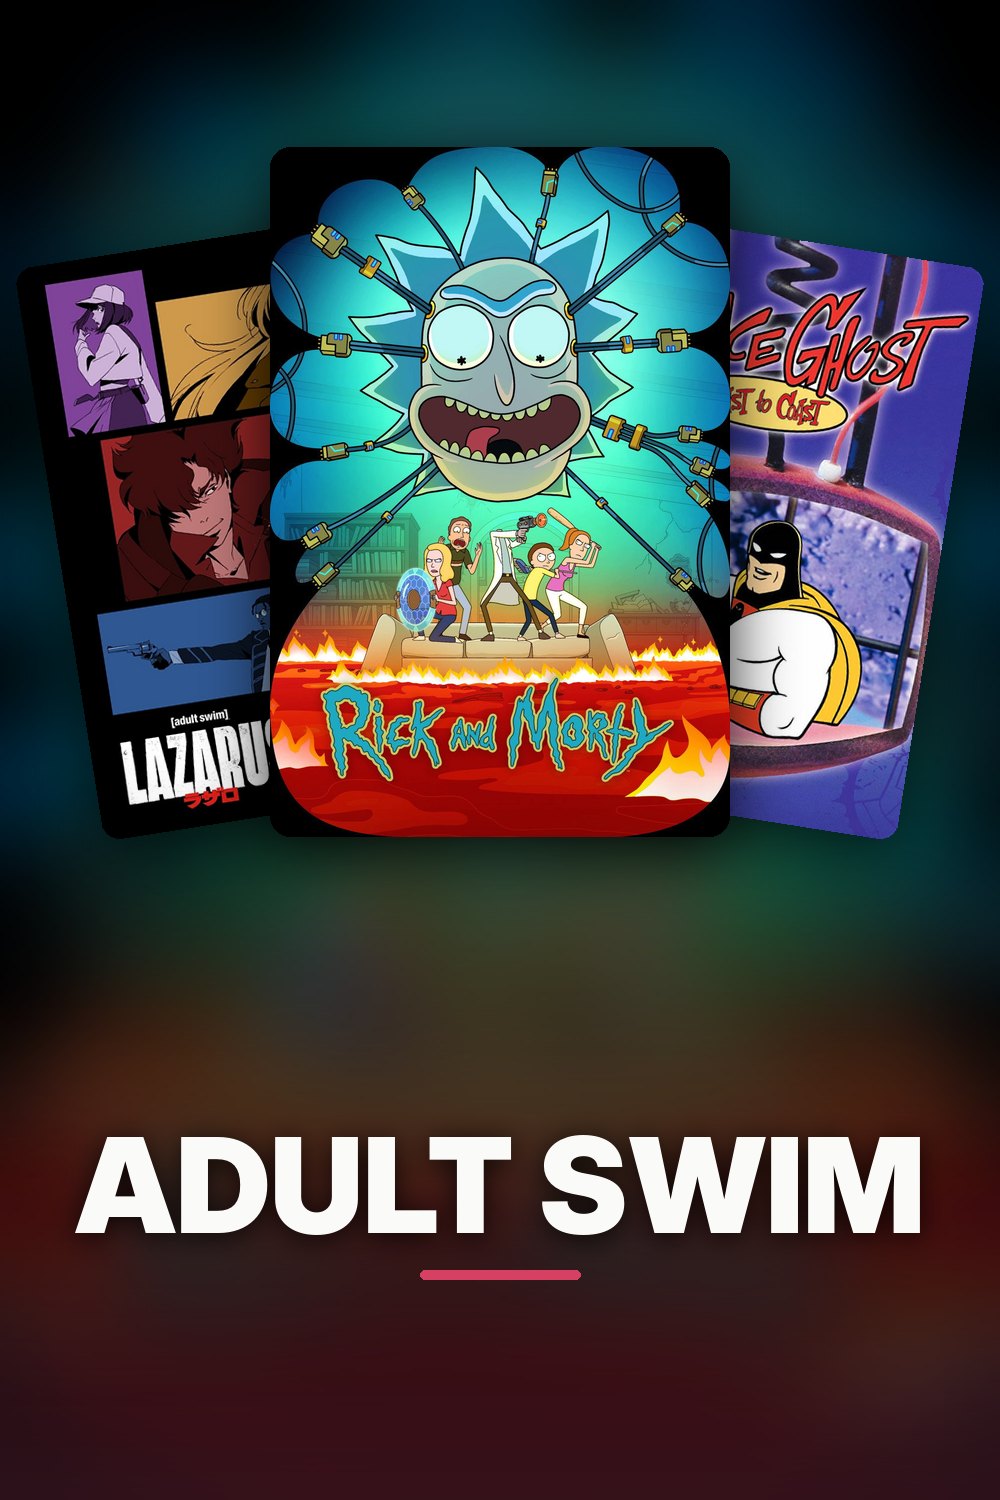 [adult swim]
LAZARU
ラザロ
RICK AND MORTY
CE GHOST
ST to COAST
ADULT SWIM